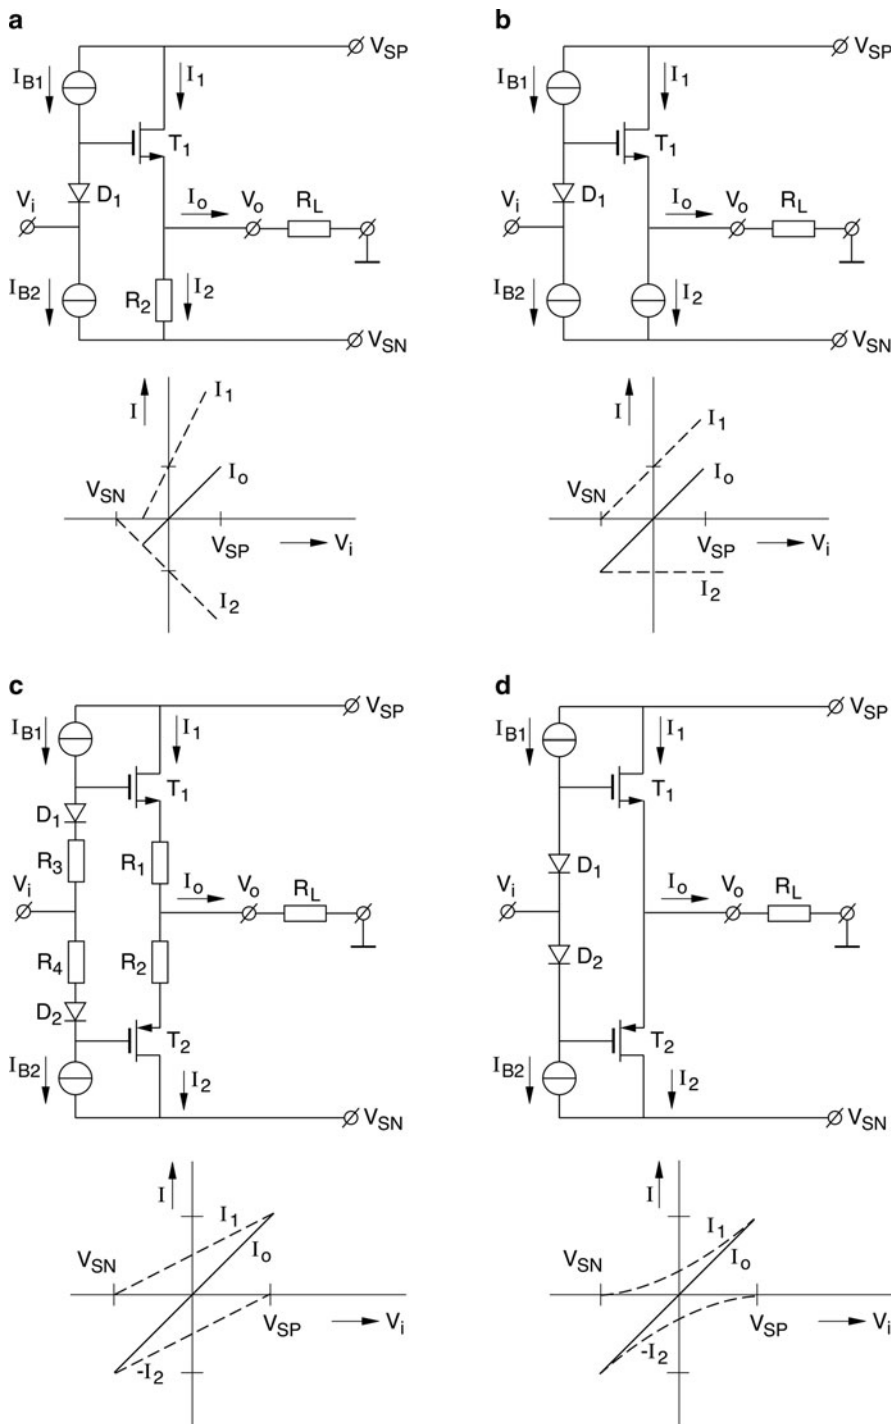 a
b
V_SP
I_B1
I_1
T_1
D_1
V_i
I_o
V_o
R_L
I_B2
R_2
I_2
V_SN
V_SP
I_B1
I_1
T_1
D_1
V_i
I_o
V_o
R_L
I_B2
I_2
V_SN
I
I_1
I_o
V_SN
V_SP
V_i
I_2
I
I_1
I_o
V_SN
V_SP
V_i
I_2
c
d
V_SP
I_B1
I_1
T_1
D_1
R_3
R_1
V_i
I_o
V_o
R_L
R_4
R_2
D_2
T_2
I_B2
I_2
V_SN
V_SP
I_B1
I_1
T_1
D_1
V_i
I_o
V_o
R_L
D_2
T_2
I_B2
I_2
V_SN
I
I_1
I_o
V_SN
V_SP
V_i
-I_2
I
I_1
I_o
V_SN
V_SP
V_i
-I_2